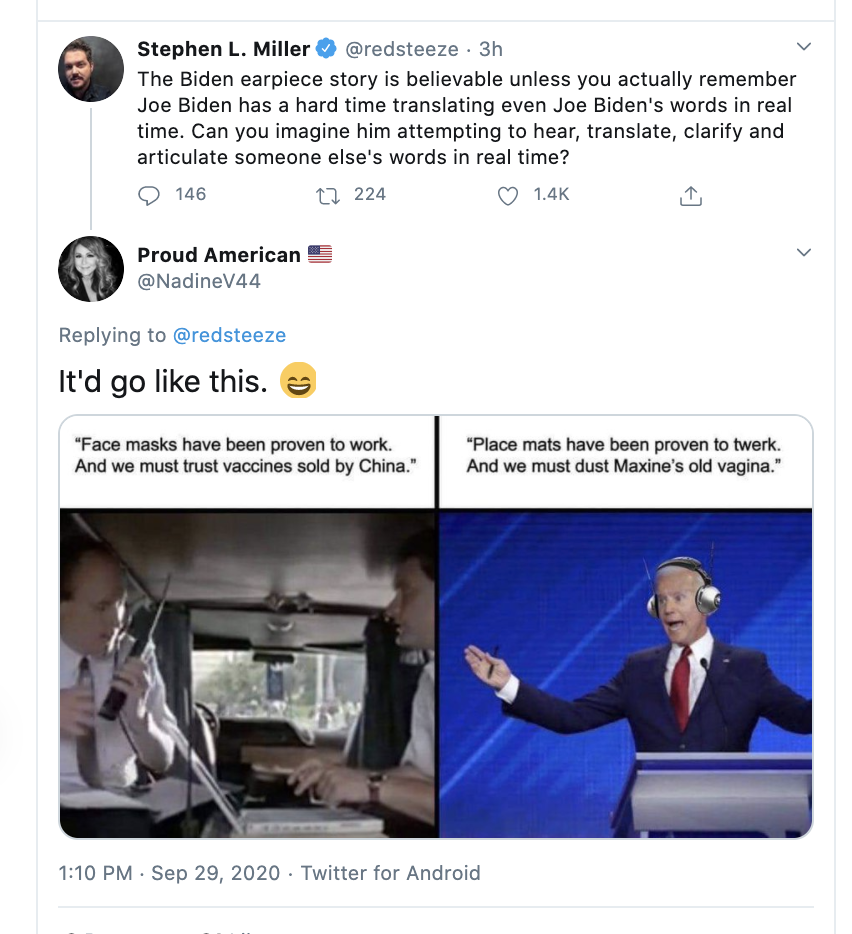 Stephen L. Miller @redsteeze · 3h
The Biden earpiece story is believable unless you actually remember
Joe Biden has a hard time translating even Joe Biden's words in real
time. Can you imagine him attempting to hear, translate, clarify and
articulate someone else's words in real time?
146 224 1.4K
Proud American 🇺🇸
@NadineV44
Replying to @redsteeze
It'd go like this. 😄
“Face masks have been proven to work.
And we must trust vaccines sold by China.”
“Place mats have been proven to twerk.
And we must dust Maxine’s old vagina.”
1:10 PM · Sep 29, 2020 · Twitter for Android